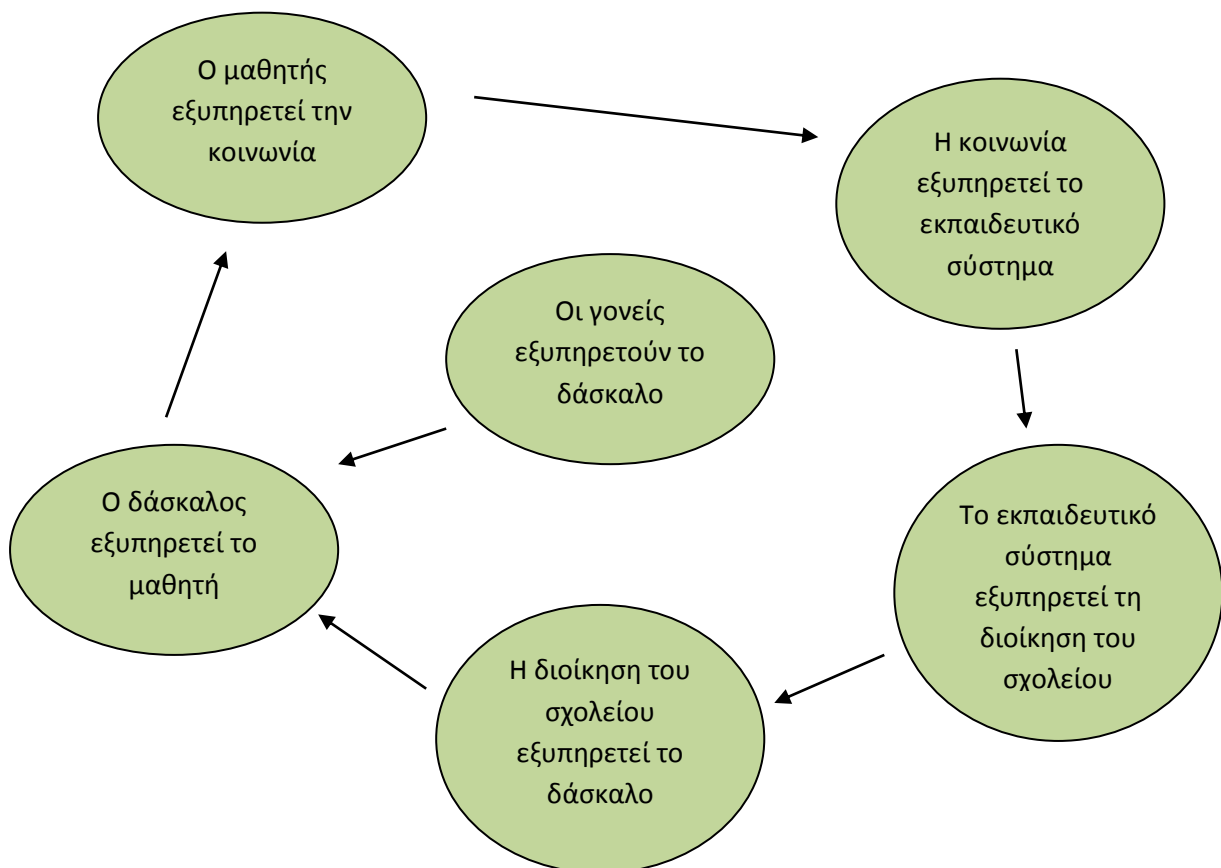 Ο μαθητής
εξυπηρετεί την
κοινωνία
Η κοινωνία
εξυπηρετεί το
εκπαιδευτικό
σύστημα
Οι γονείς
εξυπηρετούν το
δάσκαλο
Ο δάσκαλος
εξυπηρετεί το
μαθητή
Το εκπαιδευτικό
σύστημα
εξυπηρετεί τη
διοίκηση του
σχολείου
Η διοίκηση του
σχολείου
εξυπηρετεί το
δάσκαλο